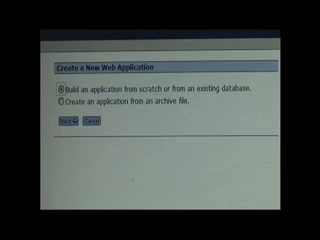 Create a New Web Application
Build an application from scratch or from an existing database.
Create an application from an archive file.
Next
Cancel